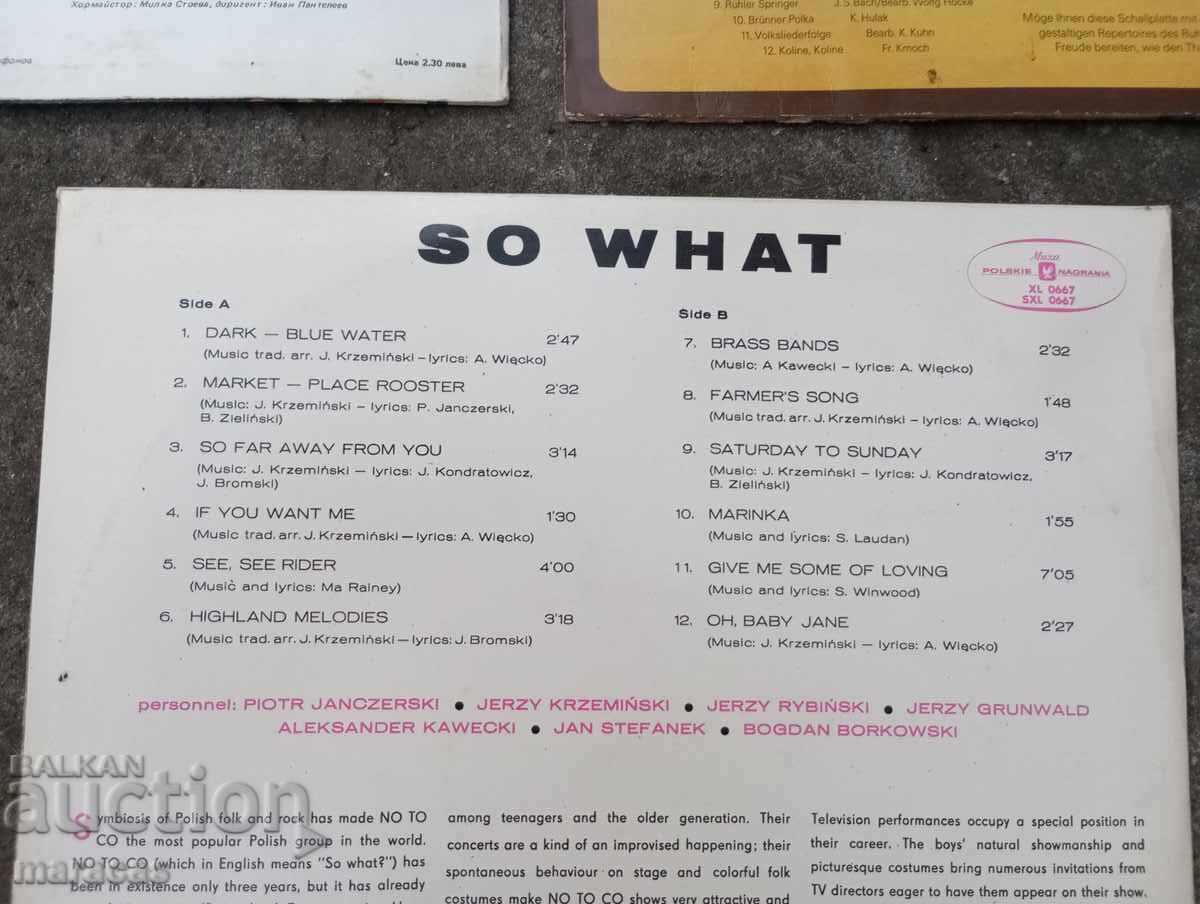 Хормайстор: Милка Стоева, диригент: Иван Пантелеев
Цена 2,30 лева
9. Rühler Springer J. S. Bach/Bearb. Wolfg Hocke
10. Brünner Polka K. Hulak
11. Volksliederfolge Bearb. K. Kuhn
12. Koline, Koline Fr. Kmoch
Möge Ihnen diese Schallplatte mit
gestaltigen Repertoires des
Freude bereiten, wie den
SO WHAT
Muza
POLSKIE NAGRANIA
XL 0667
SXL 0667
Side A
1. DARK — BLUE WATER 2'47
(Music trad. arr. J. Krzemiński – lyrics: A. Więcko)
2. MARKET — PLACE ROOSTER 2'32
(Music: J. Krzemiński – lyrics: P. Janczerski,
B. Zieliński)
3. SO FAR AWAY FROM YOU 3'14
(Music: J. Krzemiński — lyrics: J. Kondratowicz,
J. Bromski)
4. IF YOU WANT ME 1'30
(Music trad. arr. J. Krzemiński — lyrics: A. Więcko)
5. SEE, SEE RIDER 4'00
(Music and lyrics: Ma Rainey)
6. HIGHLAND MELODIES 3'18
(Music trad. arr. J. Krzemiński — lyrics: J. Bromski)
Side B
7. BRASS BANDS 2'32
(Music: A Kawecki – lyrics: A. Więcko)
8. FARMER'S SONG 1'48
(Music trad. arr. J. Krzemiński – lyrics: A. Więcko)
9. SATURDAY TO SUNDAY 3'17
(Music: J. Krzemiński – lyrics: J. Kondratowicz,
B. Zieliński)
10. MARINKA 1'55
(Music and lyrics: S. Laudan)
11. GIVE ME SOME OF LOVING 7'05
(Music and lyrics: S. Winwood)
12. OH, BABY JANE 2'27
(Music: J. Krzemiński – lyrics: A. Więcko)
personnel: PIOTR JANCZERSKI • JERZY KRZEMIŃSKI • JERZY RYBIŃSKI • JERZY GRUNWALD
ALEKSANDER KAWECKI • JAN STEFANEK • BOGDAN BORKOWSKI
Symbiosis of Polish folk and rock has made NO TO
CO the most popular Polish group in the world.
NO TO CO (which in English means "So what?") has
been in existence only three years, but it has already
among teenagers and the older generation. Their
concerts are a kind of an improvised happening; their
spontaneous behaviour on stage and colorful folk
costumes make NO TO CO shows very attractive and
Television performances occupy a special position in
their career. The boys' natural showmanship and
picturesque costumes bring numerous invitations from
TV directors eager to have them appear on their show.
BALKAN
auction
maracas